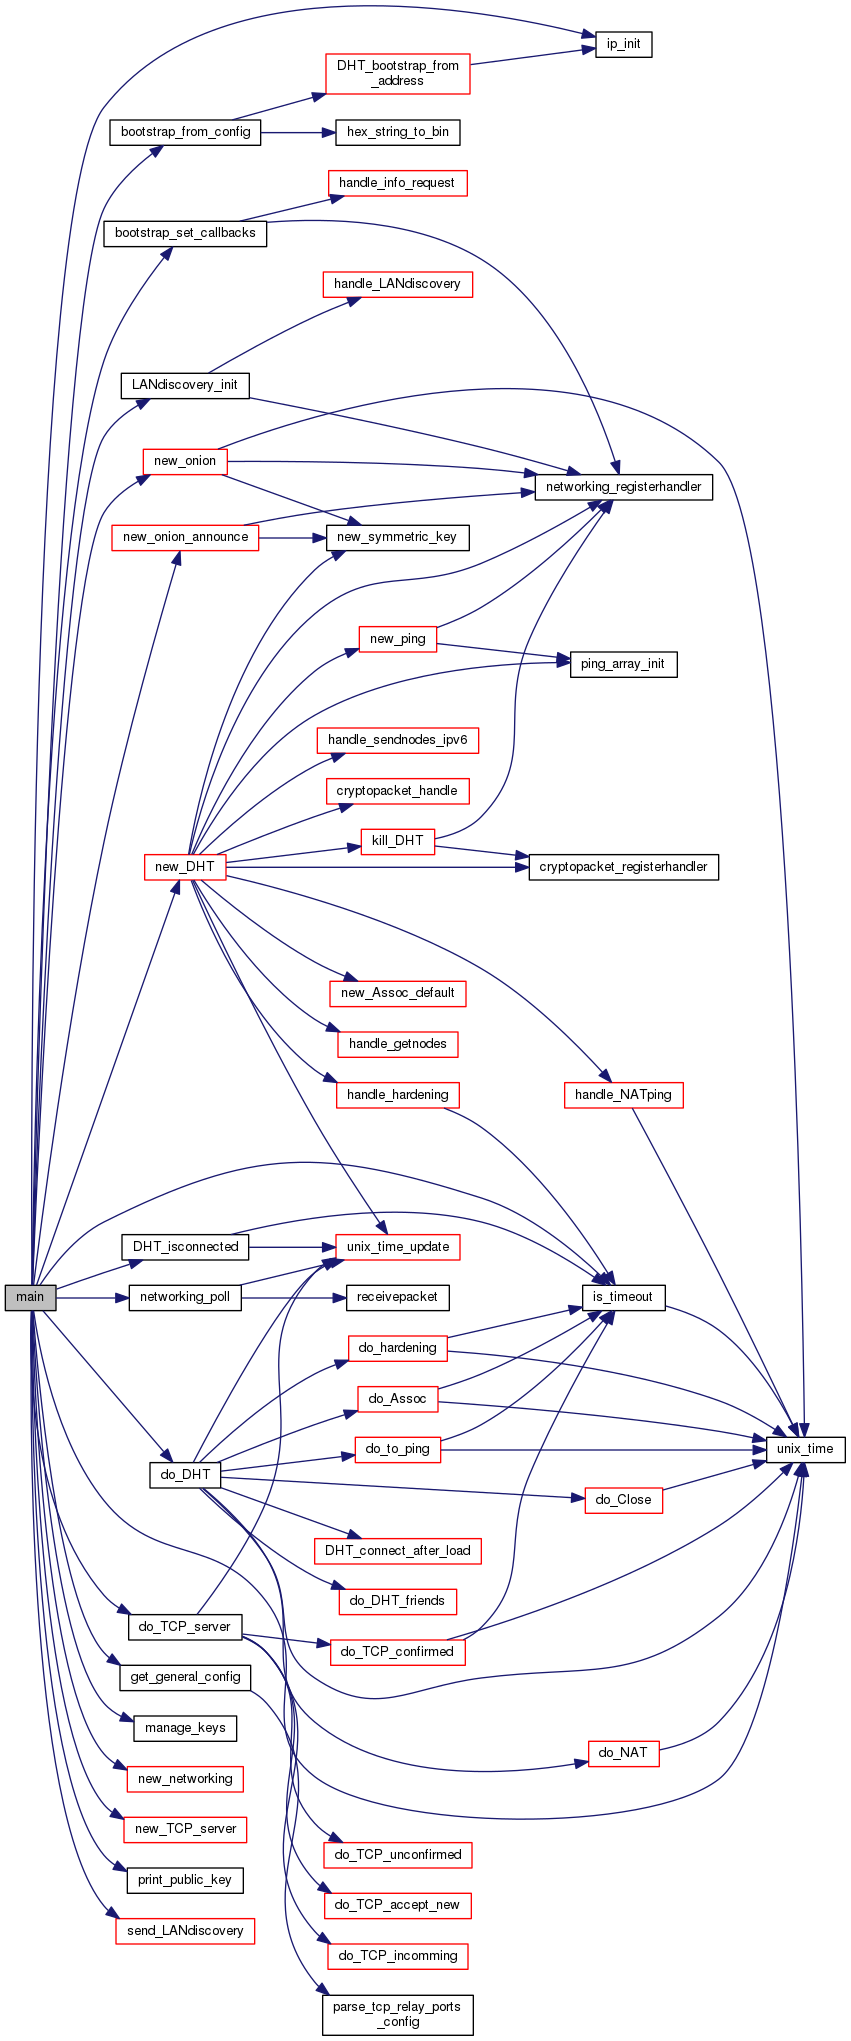 ip_init
DHT_bootstrap_from
_address
bootstrap_from_config
hex_string_to_bin
handle_info_request
bootstrap_set_callbacks
handle_LANdiscovery
LANdiscovery_init
new_onion
networking_registerhandler
new_onion_announce
new_symmetric_key
new_ping
ping_array_init
handle_sendnodes_ipv6
cryptopacket_handle
kill_DHT
new_DHT
cryptopacket_registerhandler
new_Assoc_default
handle_getnodes
handle_hardening
handle_NATping
DHT_isconnected
unix_time_update
main
networking_poll
receivepacket
is_timeout
do_hardening
do_Assoc
do_to_ping
unix_time
do_DHT
do_Close
DHT_connect_after_load
do_DHT_friends
do_TCP_server
do_TCP_confirmed
get_general_config
manage_keys
do_NAT
new_networking
new_TCP_server
do_TCP_unconfirmed
print_public_key
do_TCP_accept_new
send_LANdiscovery
do_TCP_incomming
parse_tcp_relay_ports
_config